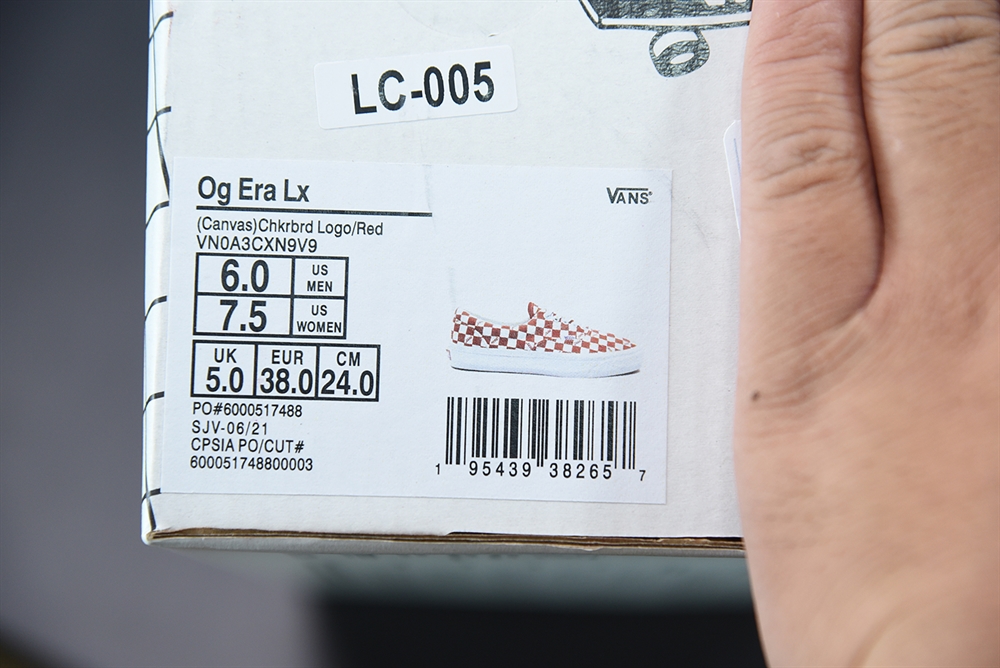 LC-005
Og Era Lx
VANS
(Canvas)Chkrbrd Logo/Red
VN0A3CXN9V9
6.0 US MEN
7.5 US WOMEN
UK EUR CM
5.0 38.0 24.0
PO#6000517488
SJV-06/21
CPSIA PO/CUT#
600051748800003
1 95439 38265 7